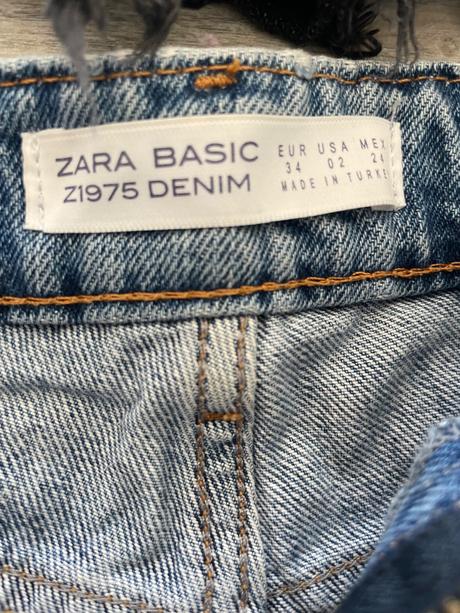 ZARA BASIC
Z1975 DENIM
EUR USA MEX
34 02 24
MADE IN TURKE